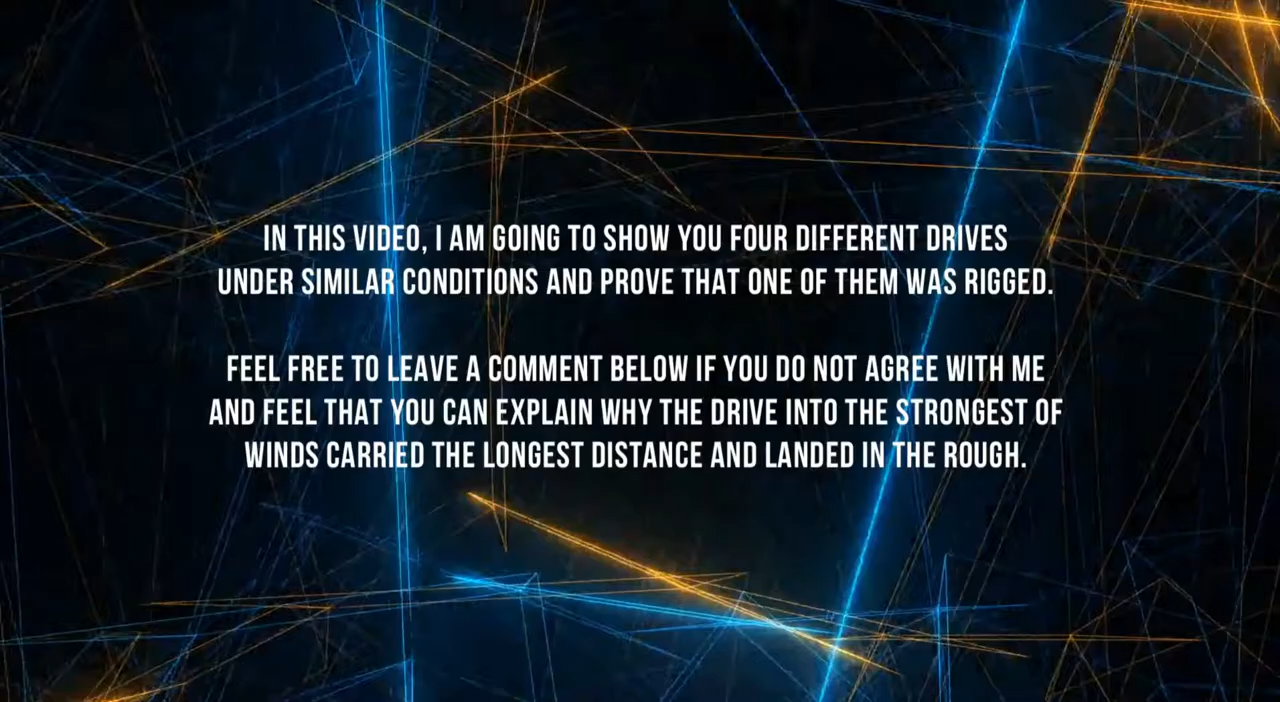 IN THIS VIDEO, I AM GOING TO SHOW YOU FOUR DIFFERENT DRIVES
UNDER SIMILAR CONDITIONS AND PROVE THAT ONE OF THEM WAS RIGGED.
FEEL FREE TO LEAVE A COMMENT BELOW IF YOU DO NOT AGREE WITH ME
AND FEEL THAT YOU CAN EXPLAIN WHY THE DRIVE INTO THE STRONGEST OF
WINDS CARRIED THE LONGEST DISTANCE AND LANDED IN THE ROUGH.